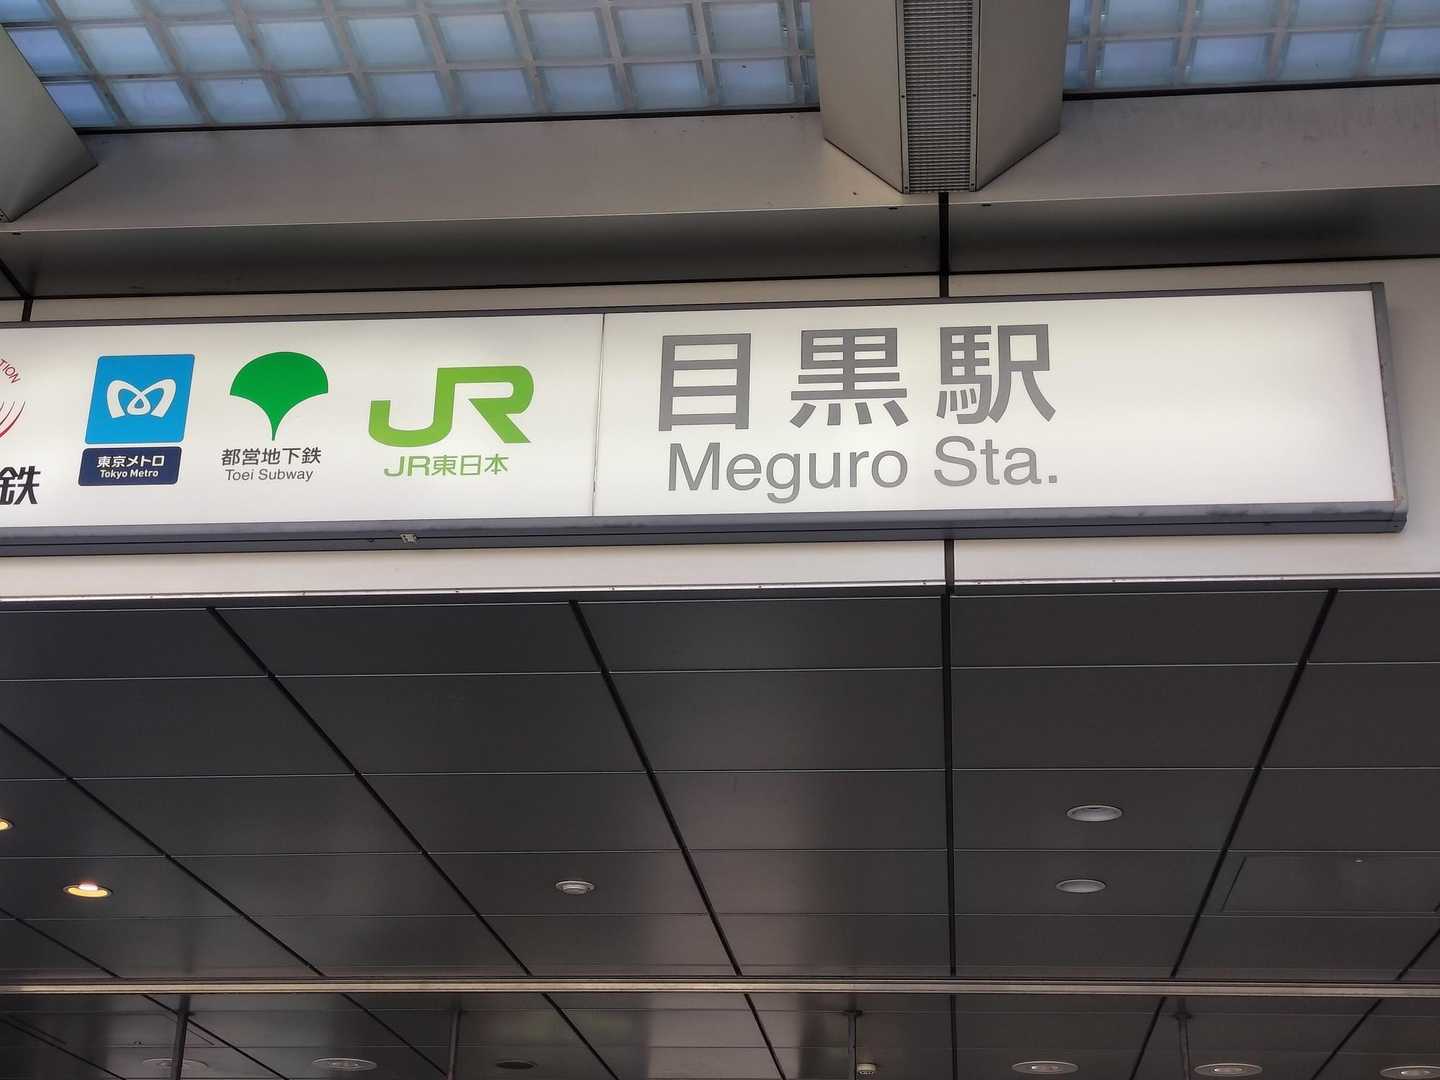 TION
鉄
東京メトロ
Tokyo Metro
都営地下鉄
Toei Subway
JR
JR東日本
目黒駅
Meguro Sta.